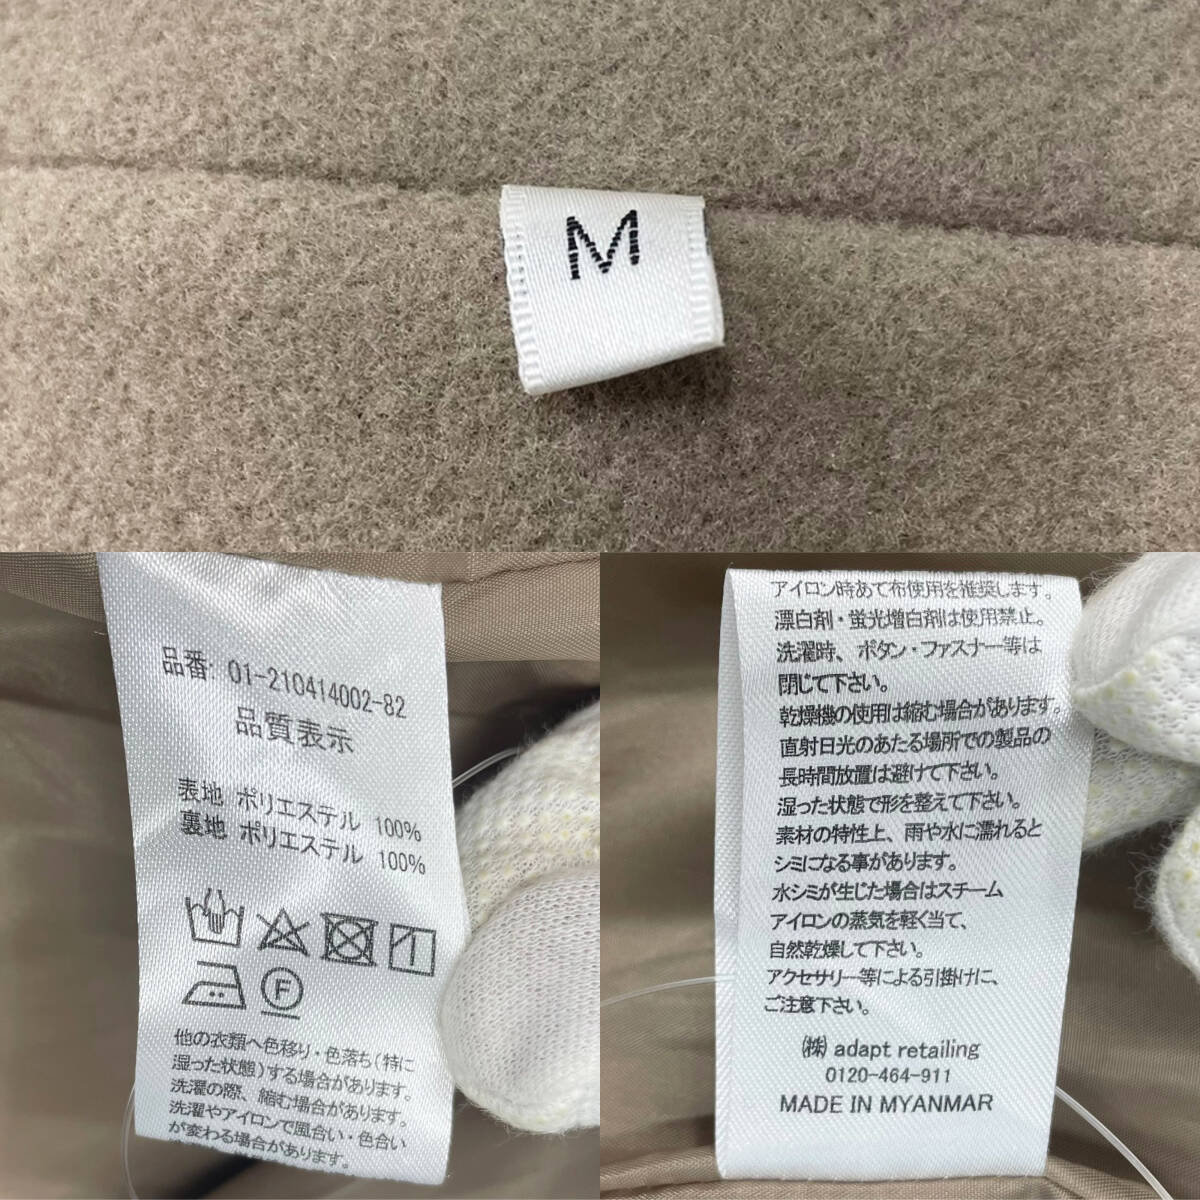 M
品番: 01-210414002-82
品質表示
表地 ポリエステル 100%
裏地 ポリエステル 100%
F
他の衣類へ色移り・色落ち(特に
湿った状態)する場合があります。
洗濯の際、縮む場合があります。
洗濯やアイロンで風合い・色合い
が変わる場合があります。
アイロン時あて布使用を推奨します。
漂白剤・蛍光増白剤は使用禁止。
洗濯時、ボタン・ファスナー等は
閉じて下さい。
乾燥機の使用は縮む場合があります。
直射日光のあたる場所での製品の
長時間放置は避けて下さい。
湿った状態で形を整えて下さい。
素材の特性上、雨や水に濡れると
シミになる事があります。
水シミが生じた場合はスチーム
アイロンの蒸気を軽く当て、
自然乾燥して下さい。
アクセサリー等による引掛けに、
ご注意下さい。
㈱ adapt retailing
0120-464-911
MADE IN MYANMAR